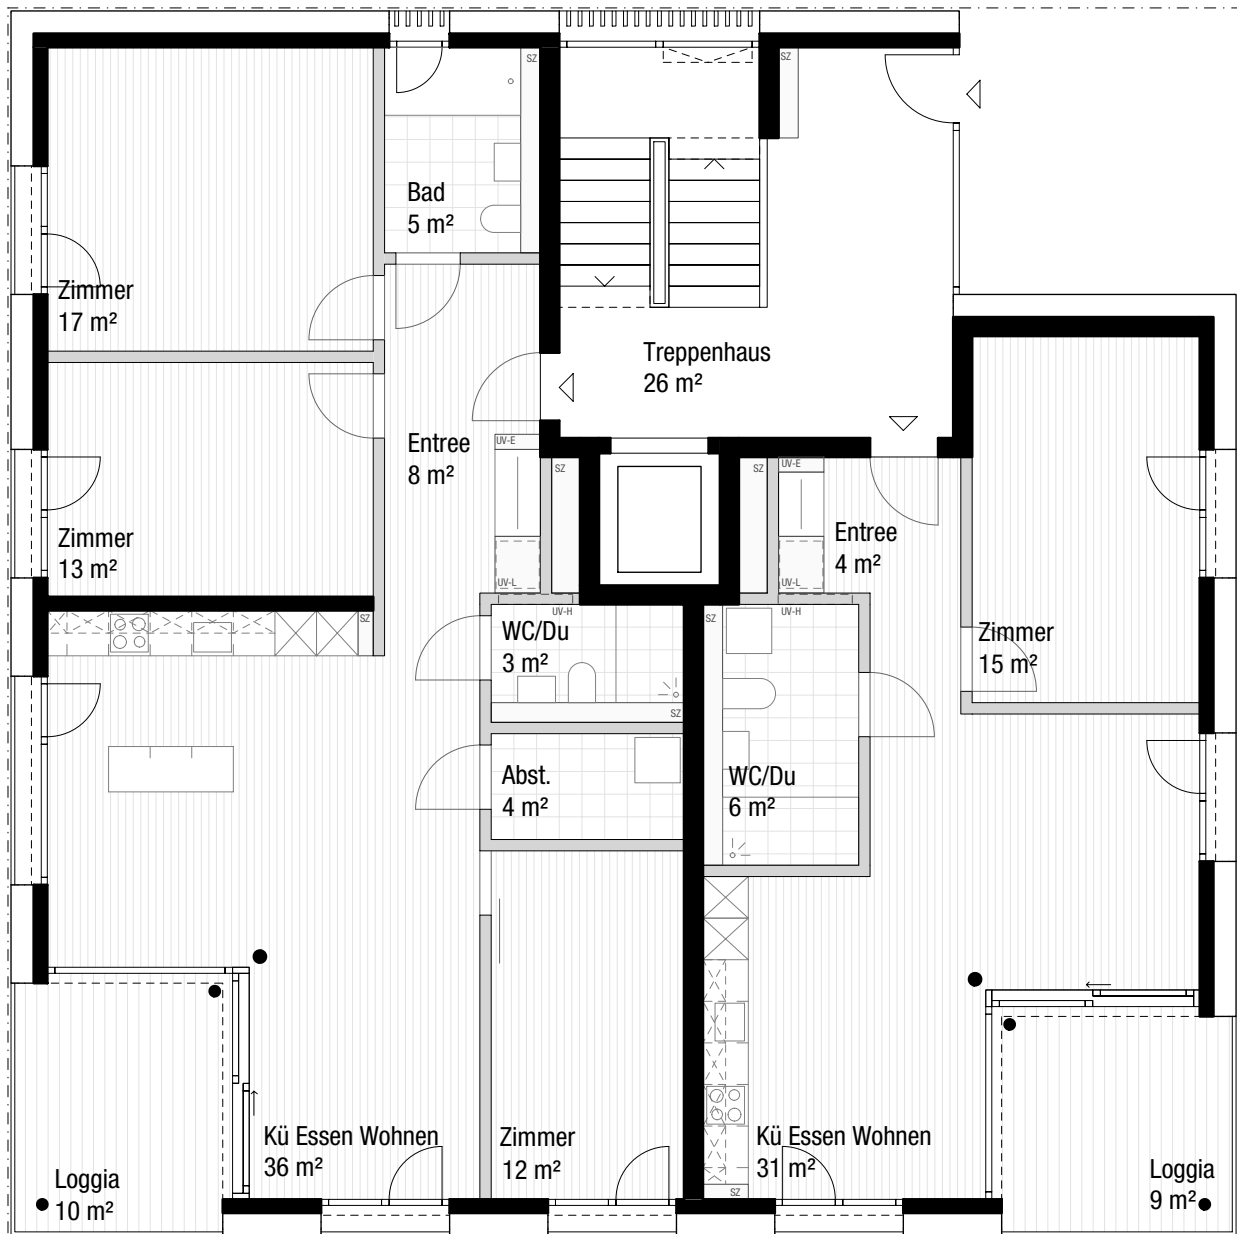 SZ
SZ
Bad
5 m²
Zimmer
17 m²
Treppenhaus
26 m²
Entree
8 m²
UV-E
SZ
UV-L
SZ
UV-E
UV-L
Entree
4 m²
Zimmer
13 m²
SZ
UV-H
WC/Du
3 m²
SZ
SZ
UV-H
Zimmer
15 m²
Abst.
4 m²
WC/Du
6 m²
Kü Essen Wohnen
36 m²
Zimmer
12 m²
Kü Essen Wohnen
31 m²
SZ
Loggia
10 m²
Loggia
9 m²